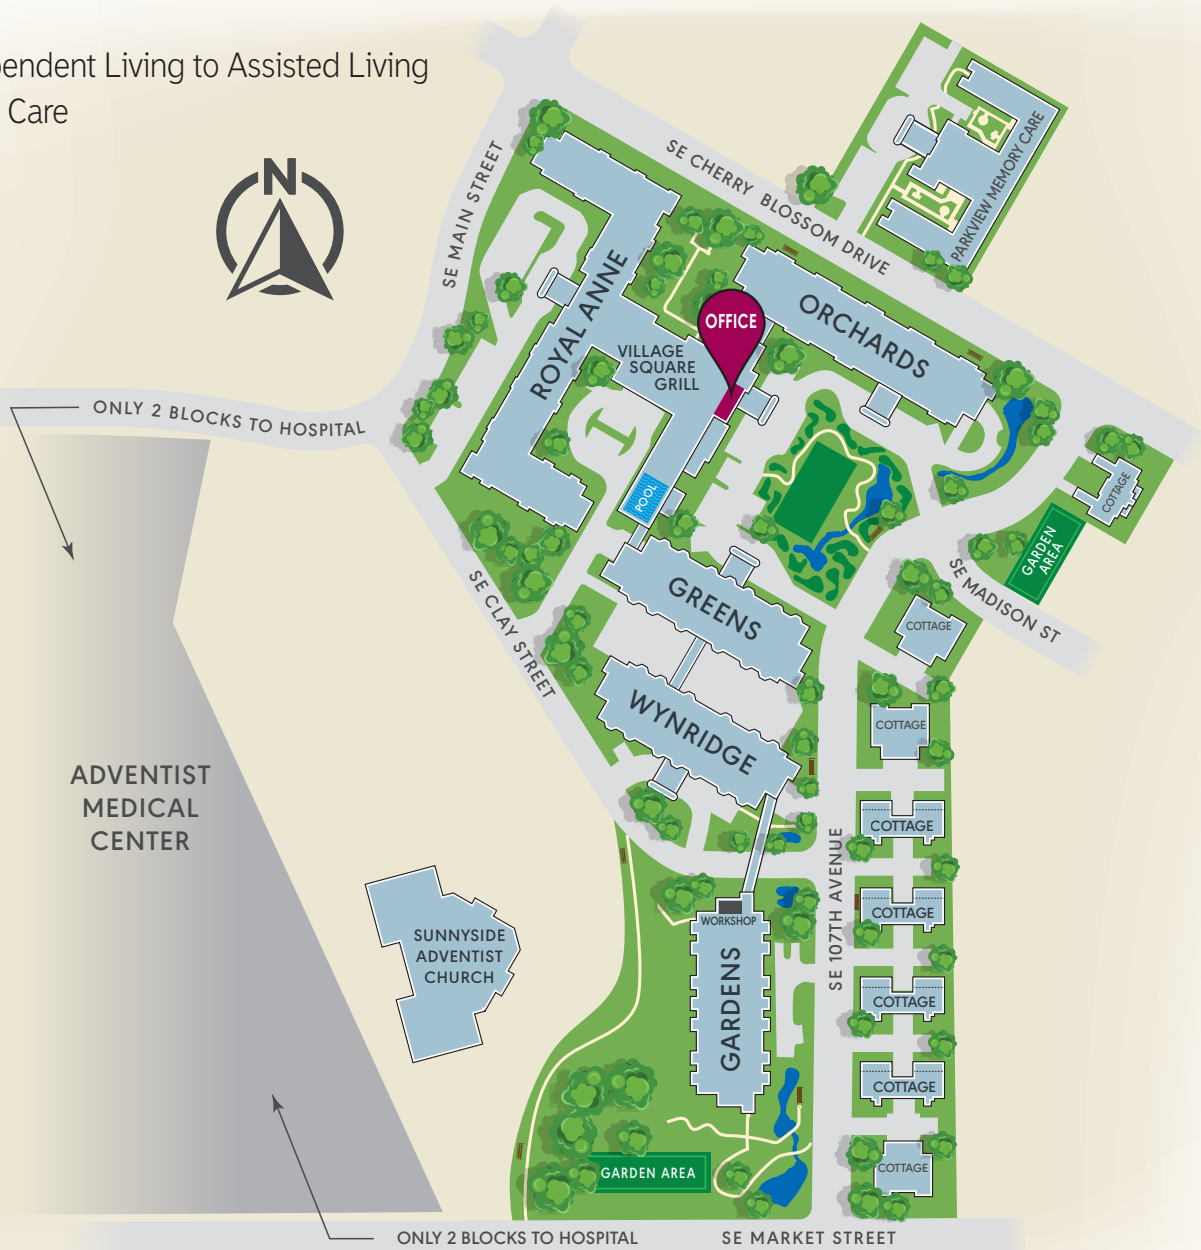 pendent Living to Assisted Living
Care
N
SE MAIN STREET
SE CHERRY BLOSSOM DRIVE
PARKVIEW MEMORY CARE
ROYAL ANNE
ORCHARDS
OFFICE
VILLAGE
SQUARE
GRILL
ONLY 2 BLOCKS TO HOSPITAL
POOL
COTTAGE
GARDEN
AREA
SE MADISON ST
SE CLAY STREET
GREENS
COTTAGE
WYNRIDGE
COTTAGE
ADVENTIST
MEDICAL
CENTER
COTTAGE
SE 107TH AVENUE
COTTAGE
WORKSHOP
SUNNYSIDE
ADVENTIST
CHURCH
GARDENS
COTTAGE
COTTAGE
GARDEN AREA
COTTAGE
ONLY 2 BLOCKS TO HOSPITAL
SE MARKET STREET